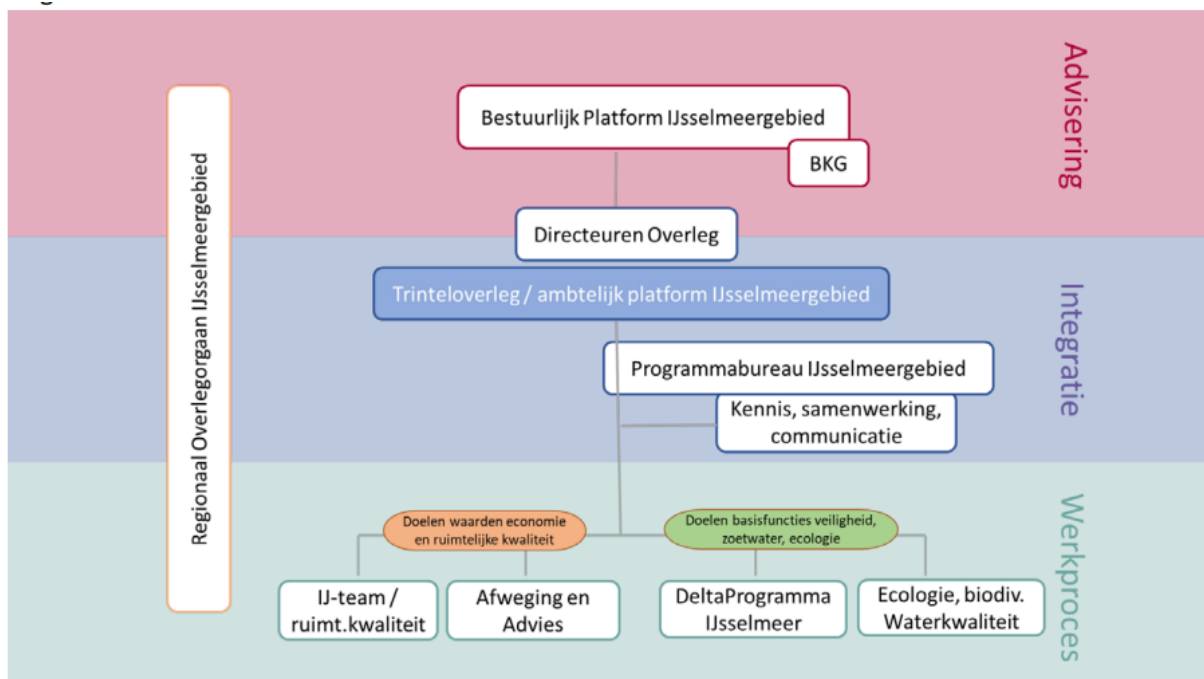 Advisering
Bestuurlijk Platform IJsselmeergebied
BKG
Regionaal Overlegorgaan IJsselmeergebied
Directeuren Overleg
Trinteloverleg / ambtelijk platform IJsselmeergebied
Integratie
Programmabureau IJsselmeergebied
Kennis, samenwerking,
communicatie
Werkproces
Doelen waarden economie
en ruimtelijke kwaliteit
Doelen basisfuncties veiligheid,
zoetwater, ecologie
IJ-team /
ruimt.kwaliteit
Afweging en
Advies
DeltaProgramma
IJsselmeer
Ecologie, biodiv.
Waterkwaliteit